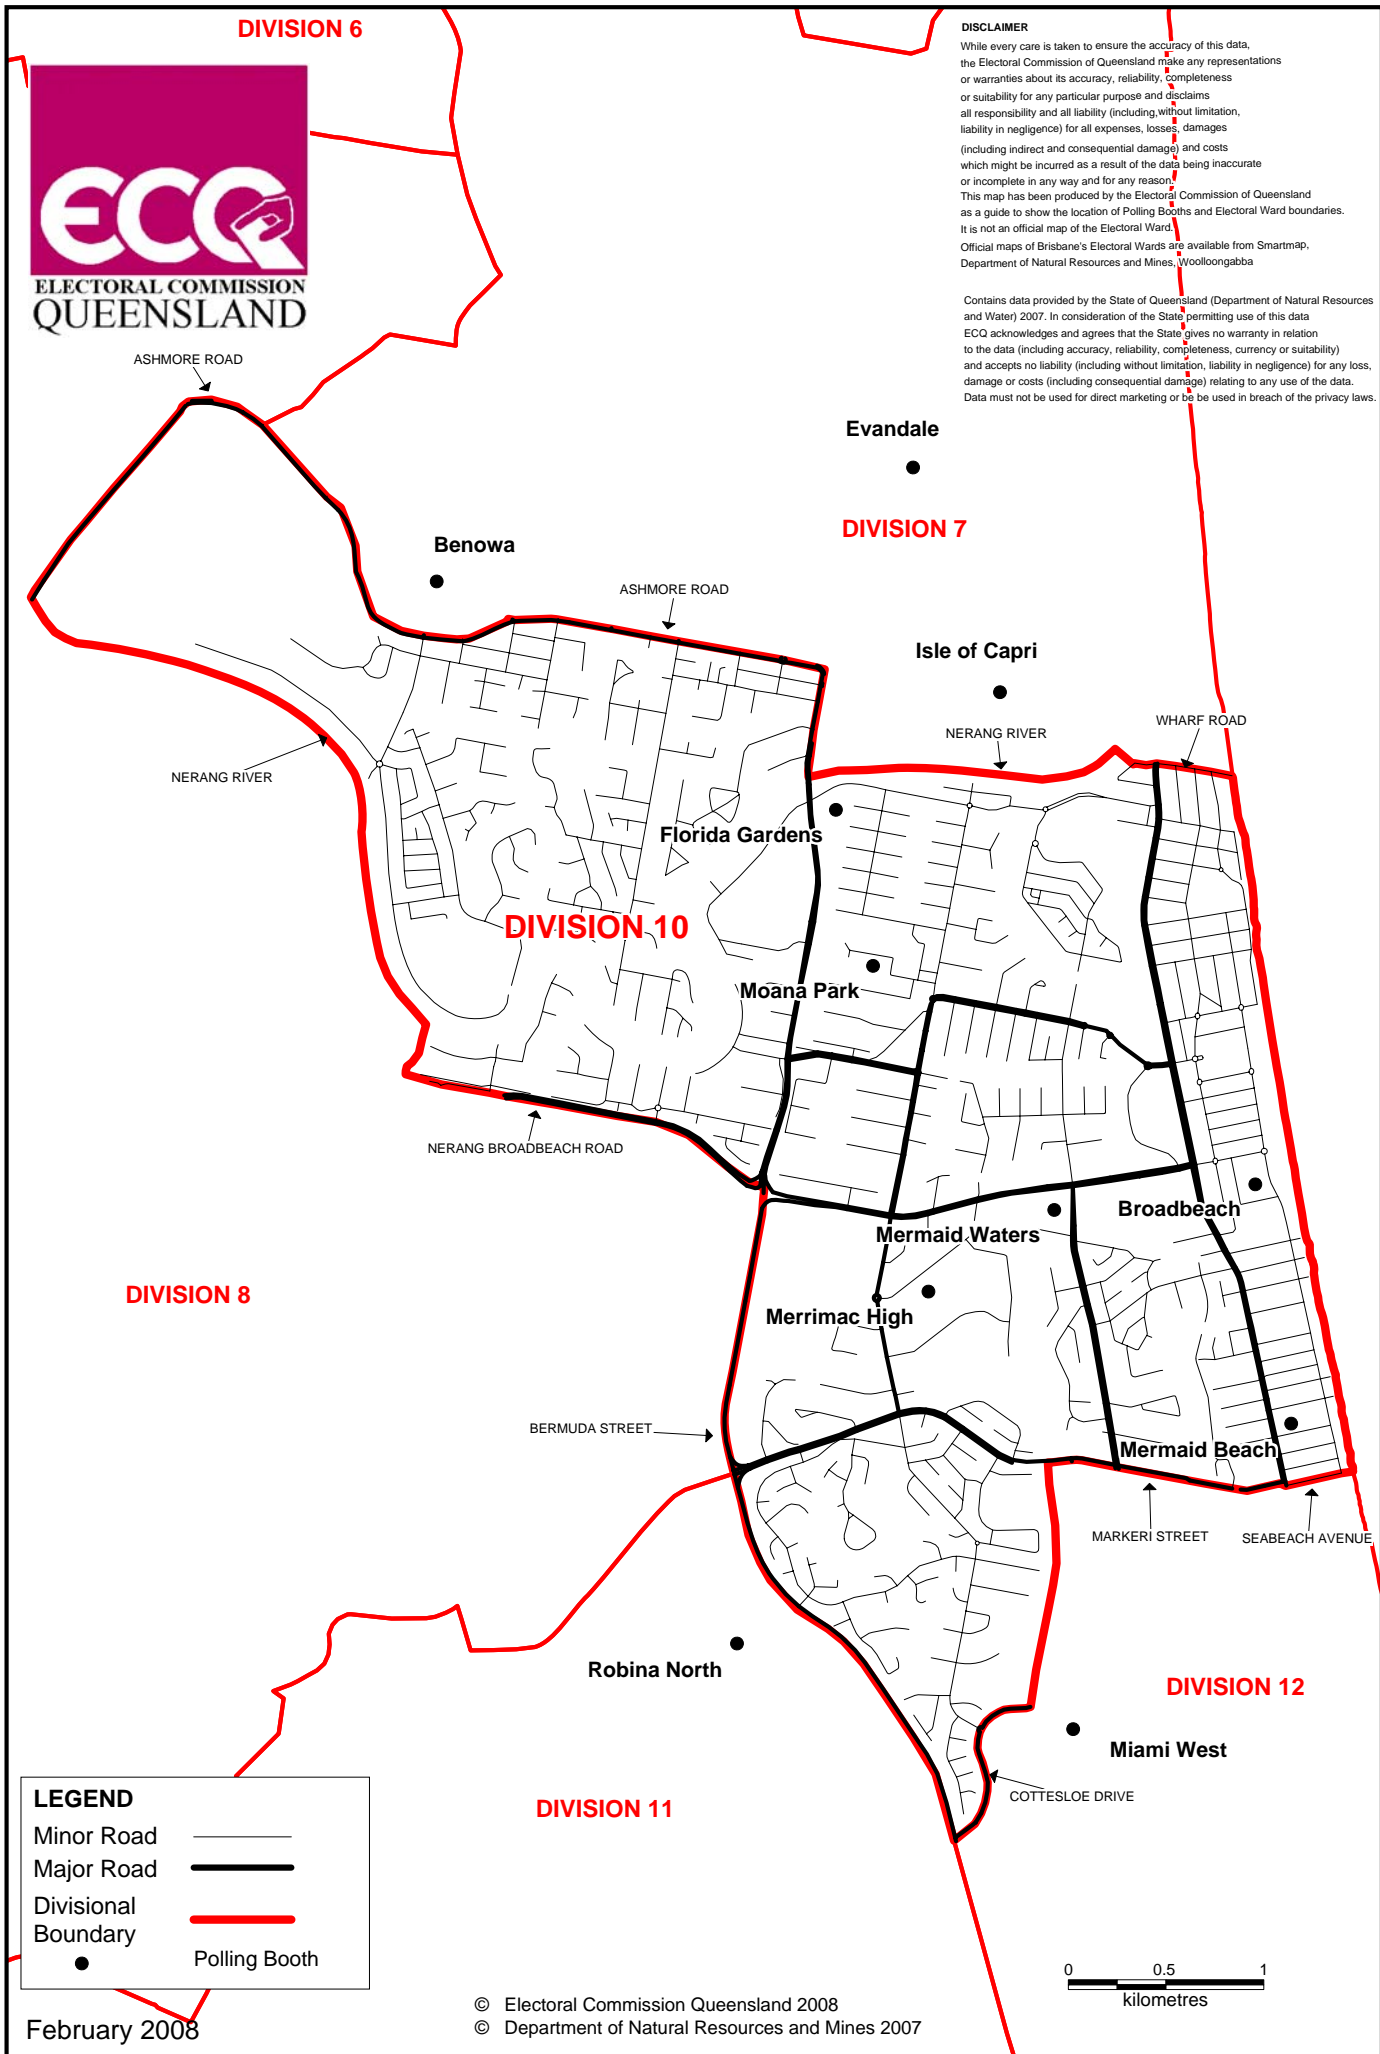 DIVISION 6
DISCLAIMER
While every care is taken to ensure the accuracy of this data,
the Electoral Commission of Queensland make any representations
or warranties about its accuracy, reliability, completeness
or suitability for any particular purpose and disclaims
all responsibility and all liability (including,without limitation,
liability in negligence) for all expenses, losses, damages
(including indirect and consequential damage) and costs
which might be incurred as a result of the data being inaccurate
or incomplete in any way and for any reason.
This map has been produced by the Electoral Commission of Queensland
as a guide to show the location of Polling Booths and Electoral Ward boundaries.
It is not an official map of the Electoral Ward.
Official maps of Brisbane's Electoral Wards are available from Smartmap,
Department of Natural Resources and Mines, Woolloongabba
Contains data provided by the State of Queensland (Department of Natural Resources
and Water) 2007. In consideration of the State permitting use of this data
ECQ acknowledges and agrees that the State gives no warranty in relation
to the data (including accuracy, reliability, completeness, currency or suitability)
and accepts no liability (including without limitation, liability in negligence) for any loss,
damage or costs (including consequential damage) relating to any use of the data.
Data must not be used for direct marketing or be be used in breach of the privacy laws.
ECQ
ELECTORAL COMMISSION
QUEENSLAND
ASHMORE ROAD
Evandale
DIVISION 7
Benowa
ASHMORE ROAD
Isle of Capri
WHARF ROAD
NERANG RIVER
NERANG RIVER
Florida Gardens
DIVISION 10
Moana Park
NERANG BROADBEACH ROAD
Broadbeach
Mermaid Waters
DIVISION 8
Merrimac High
BERMUDA STREET
Mermaid Beach
MARKERI STREET
SEABEACH AVENUE
Robina North
DIVISION 12
Miami West
COTTESLOE DRIVE
DIVISION 11
LEGEND
Minor Road
Major Road
Divisional
Boundary
Polling Booth
0 0.5 1
kilometres
© Electoral Commission Queensland 2008
© Department of Natural Resources and Mines 2007
February 2008